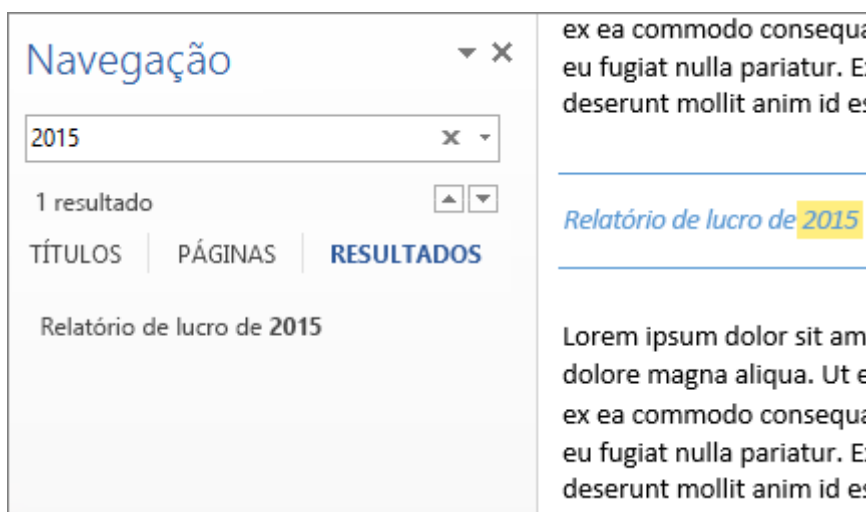 Navegação
2015
1 resultado
TÍTULOS PÁGINAS RESULTADOS
Relatório de lucro de 2015
ex ea commodo consequa
eu fugiat nulla pariatur. E
deserunt mollit anim id es
Relatório de lucro de 2015
Lorem ipsum dolor sit am
dolore magna aliqua. Ut e
ex ea commodo consequa
eu fugiat nulla pariatur. E
deserunt mollit anim id es